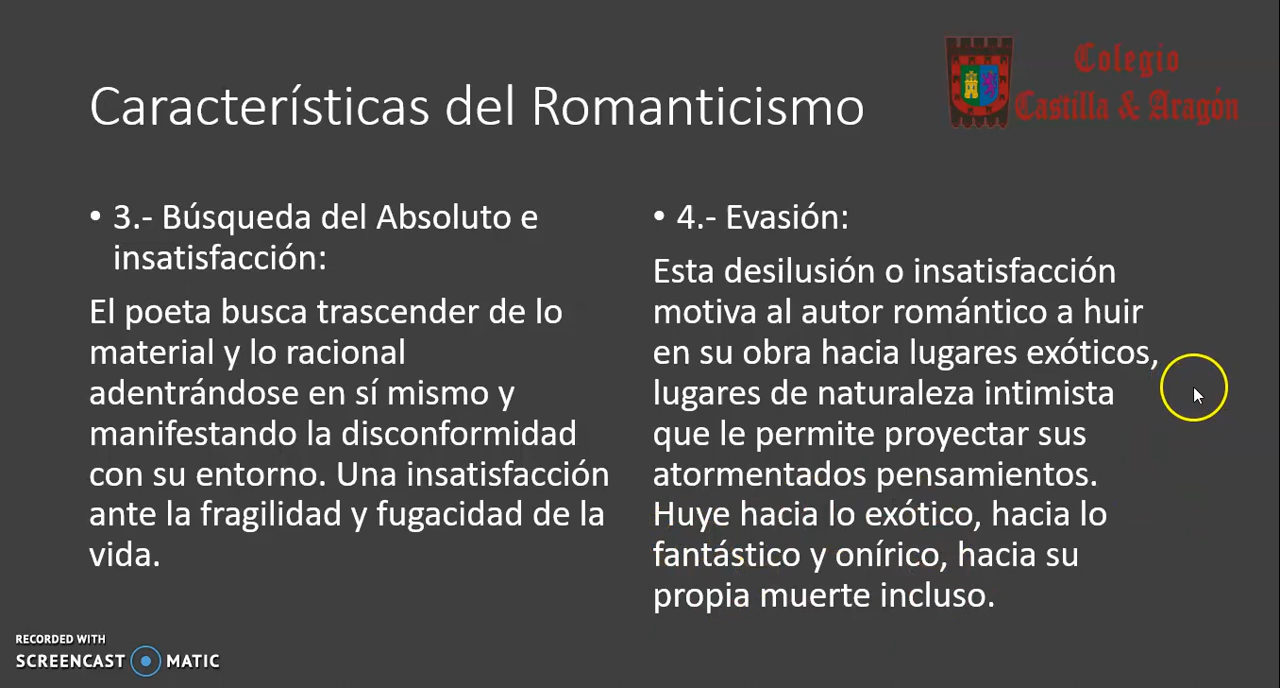 Colegio
Castilla & Aragón
Características del Romanticismo
• 3.- Búsqueda del Absoluto e
insatisfacción:
El poeta busca trascender de lo
material y lo racional
adentrándose en sí mismo y
manifestando la disconformidad
con su entorno. Una insatisfacción
ante la fragilidad y fugacidad de la
vida.
• 4.- Evasión:
Esta desilusión o insatisfacción
motiva al autor romántico a huir
en su obra hacia lugares exóticos,
lugares de naturaleza intimista
que le permite proyectar sus
atormentados pensamientos.
Huye hacia lo exótico, hacia lo
fantástico y onírico, hacia su
propia muerte incluso.
RECORDED WITH
SCREENCAST MATIC